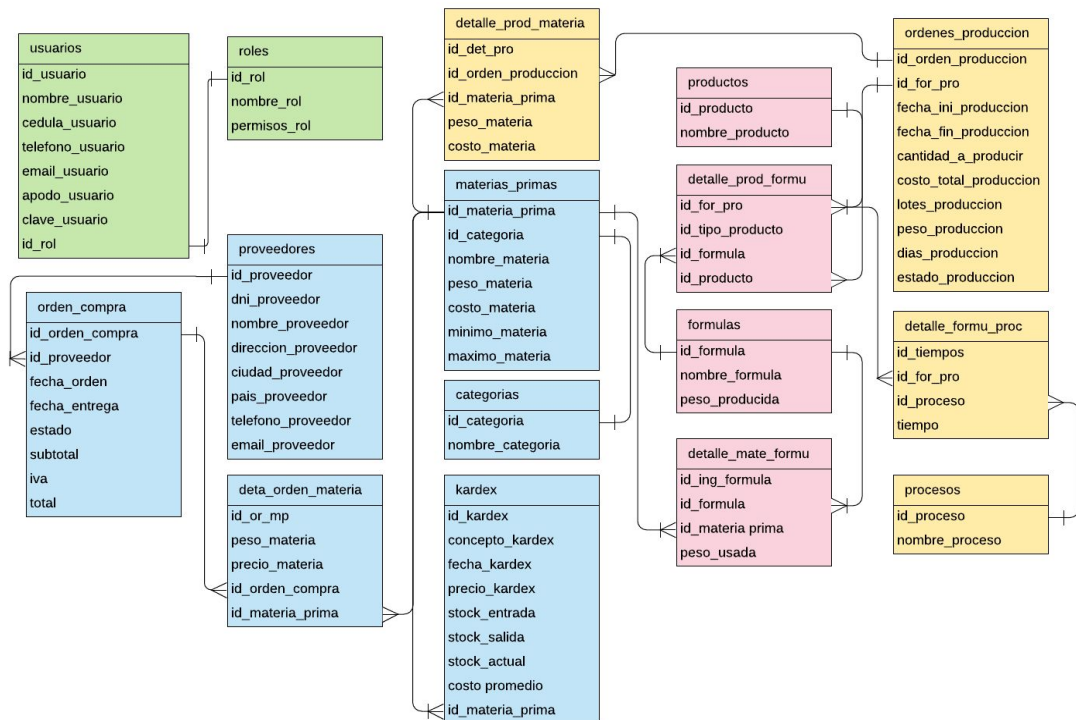 usuarios
id_usuario
nombre_usuario
cedula_usuario
telefono_usuario
email_usuario
apodo_usuario
clave_usuario
id_rol
roles
id_rol
nombre_rol
permisos_rol
proveedores
id_proveedor
dni_proveedor
nombre_proveedor
direccion_proveedor
ciudad_proveedor
pais_proveedor
telefono_proveedor
email_proveedor
orden_compra
id_orden_compra
id_proveedor
fecha_orden
fecha_entrega
estado
subtotal
iva
total
deta_orden_materia
id_or_mp
peso_materia
precio_materia
id_orden_compra
id_materia_prima
detalle_prod_materia
id_det_pro
id_orden_produccion
id_materia_prima
peso_materia
costo_materia
materias_primas
id_materia_prima
id_categoria
nombre_materia
peso_materia
costo_materia
minimo_materia
maximo_materia
categorias
id_categoria
nombre_categoria
kardex
id_kardex
concepto_kardex
fecha_kardex
precio_kardex
stock_entrada
stock_salida
stock_actual
costo promedio
id_materia_prima
productos
id_producto
nombre_producto
detalle_prod_formu
id_for_pro
id_tipo_producto
id_formula
id_producto
formulas
id_formula
nombre_formula
peso_producida
detalle_mate_formu
id_ing_formula
id_formula
id_materia prima
peso_usada
ordenes_produccion
id_orden_produccion
id_for_pro
fecha_ini_produccion
fecha_fin_produccion
cantidad_a_producir
costo_total_produccion
lotes_produccion
peso_produccion
dias_produccion
estado_produccion
detalle_formu_proc
id_tiempos
id_for_pro
id_proceso
tiempo
procesos
id_proceso
nombre_proceso